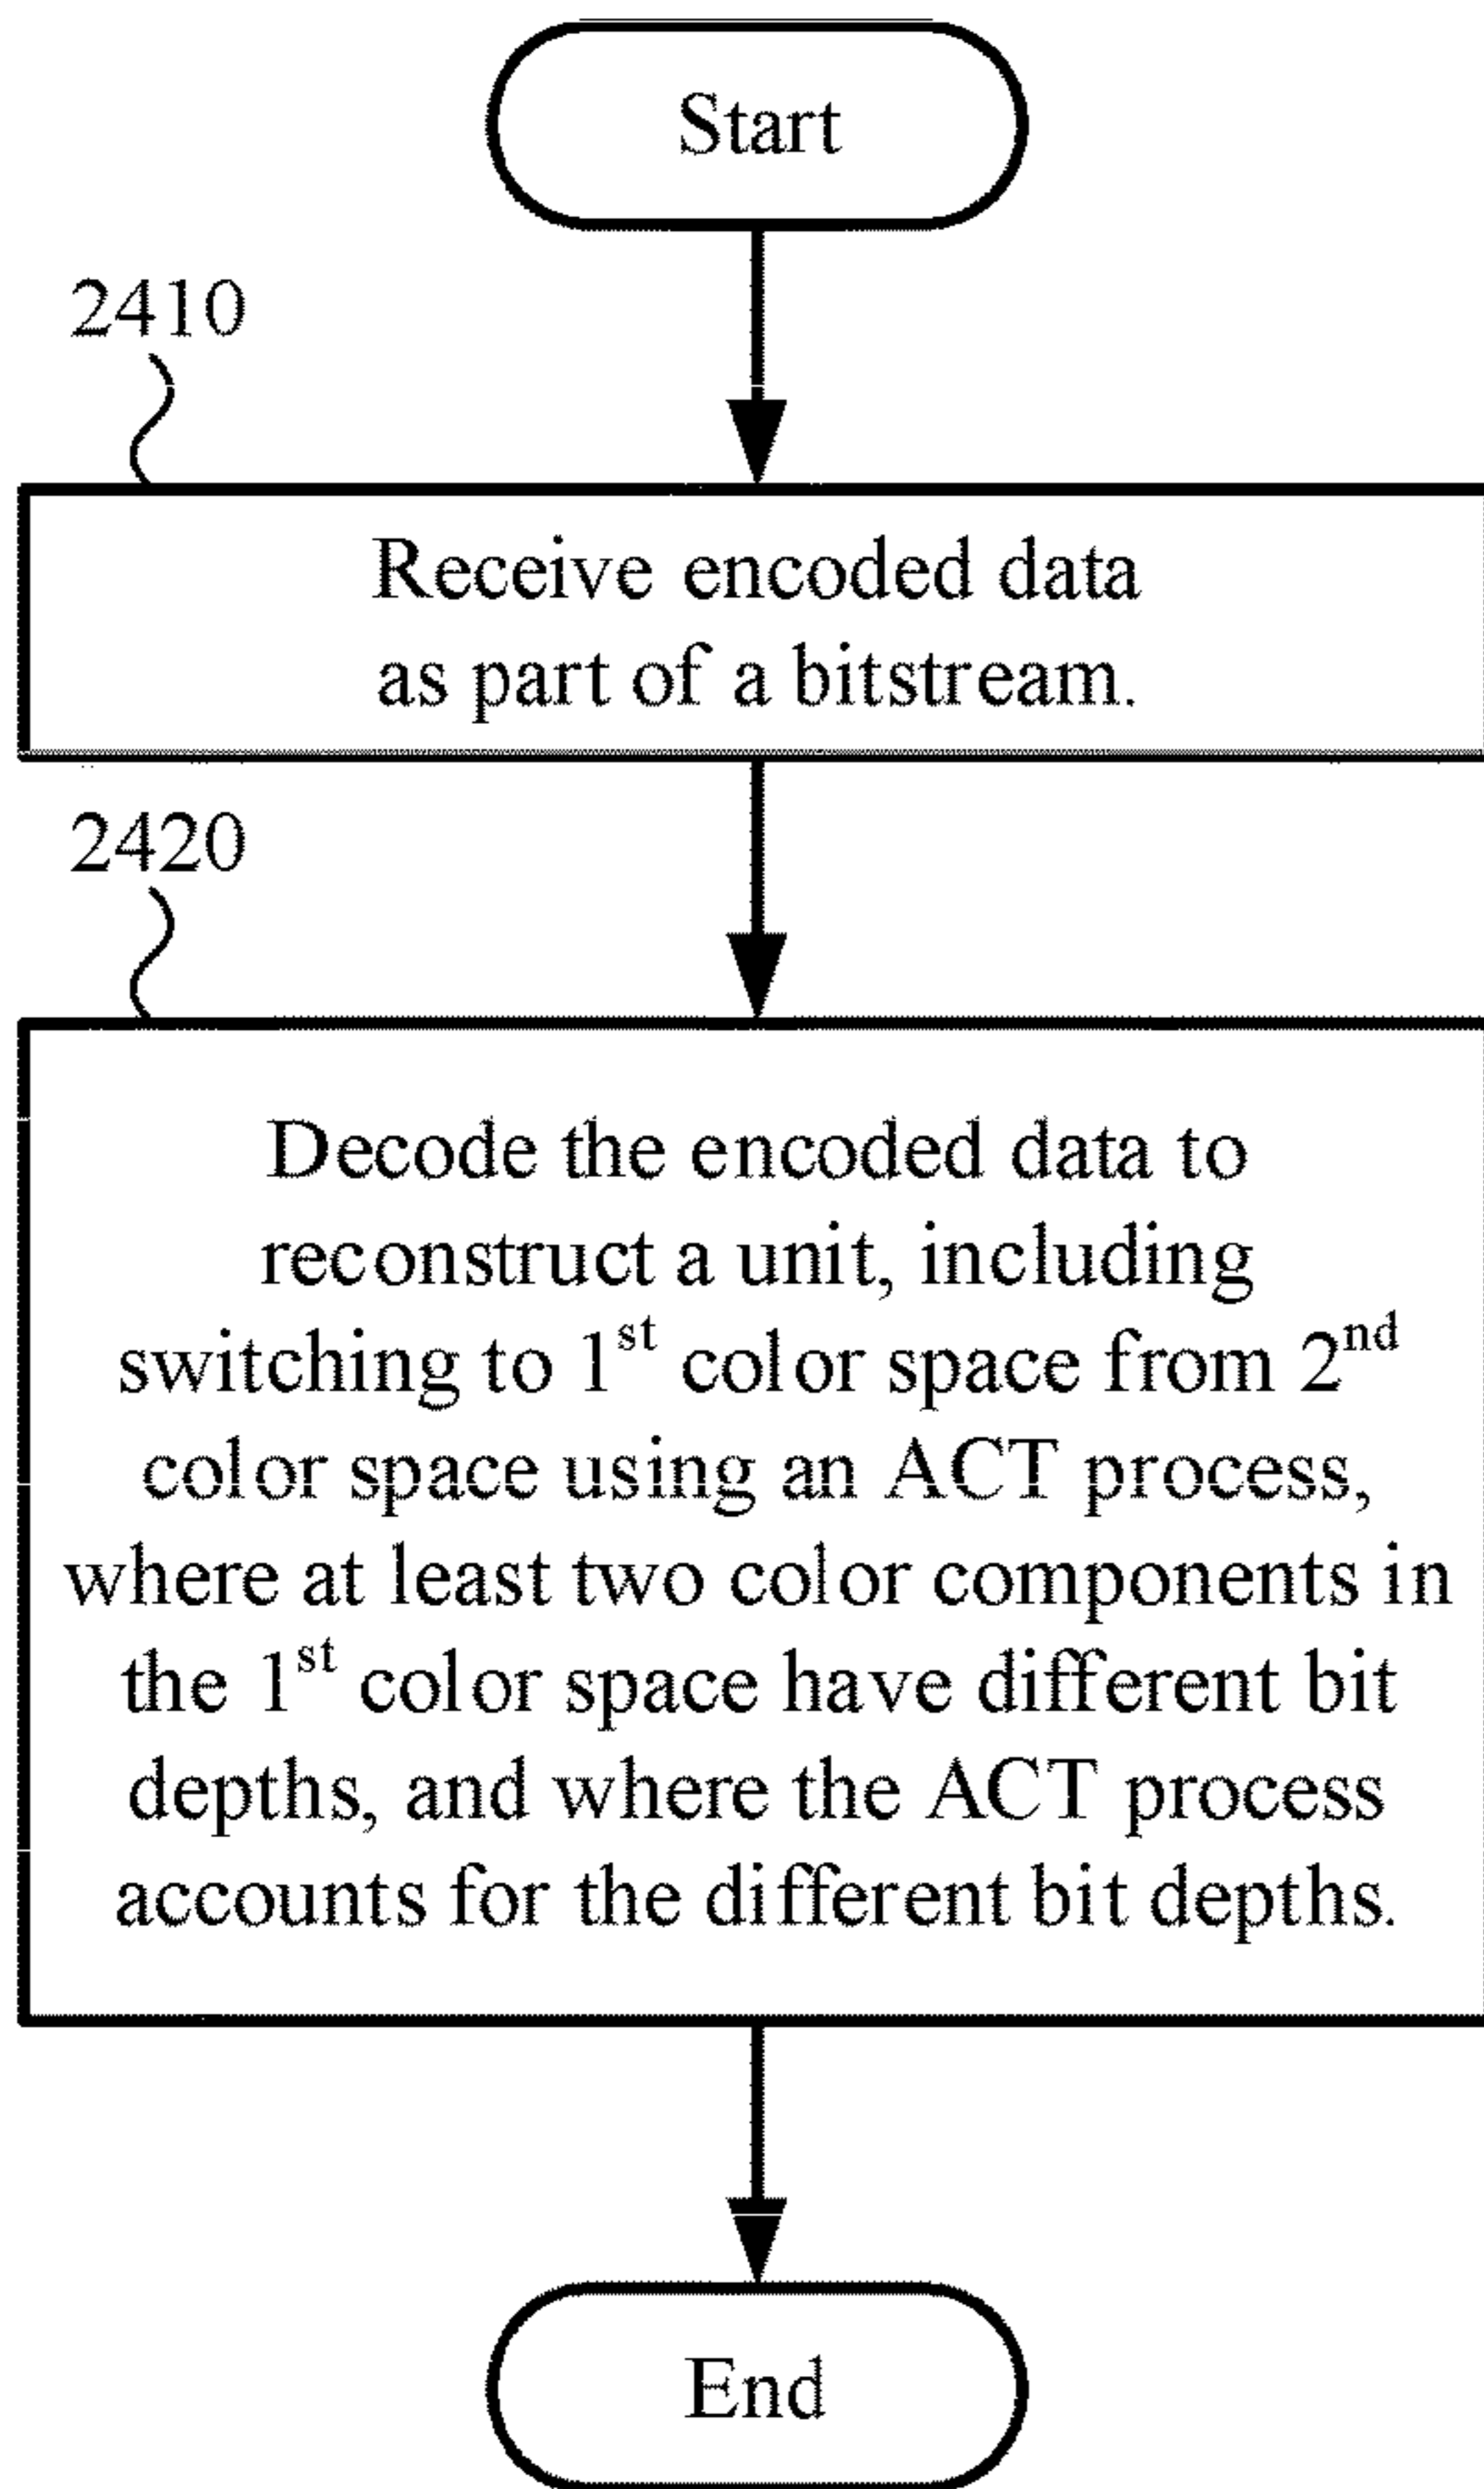 Start
2410
Receive encoded data
as part of a bitstream.
2420
Decode the encoded data to
reconstruct a unit, including
switching to 1st color space from 2nd
color space using an ACT process,
where at least two color components in
the 1st color space have different bit
depths, and where the ACT process
accounts for the different bit depths.
End